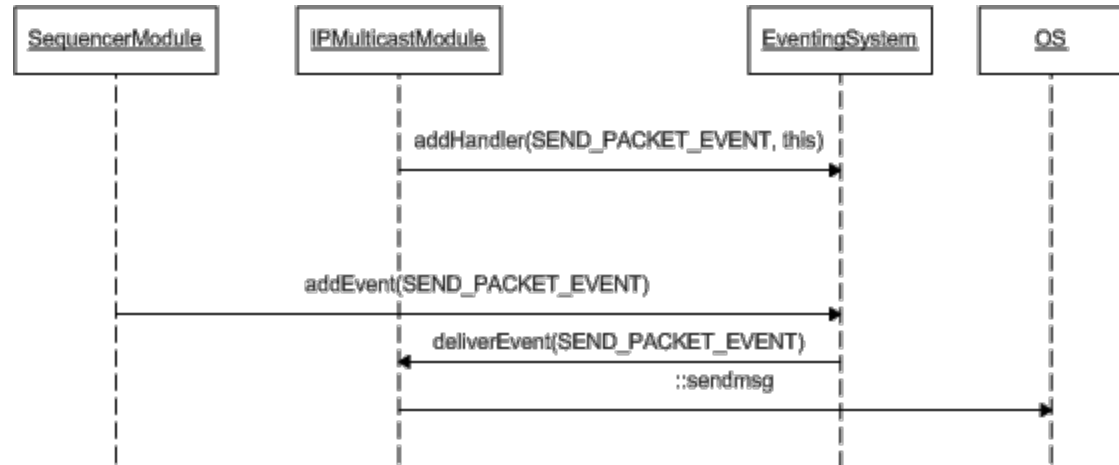 SequencerModule
IPMulticastModule
EventingSystem
OS
addHandler(SEND_PACKET_EVENT, this)
addEvent(SEND_PACKET_EVENT)
deliverEvent(SEND_PACKET_EVENT)
::sendmsg